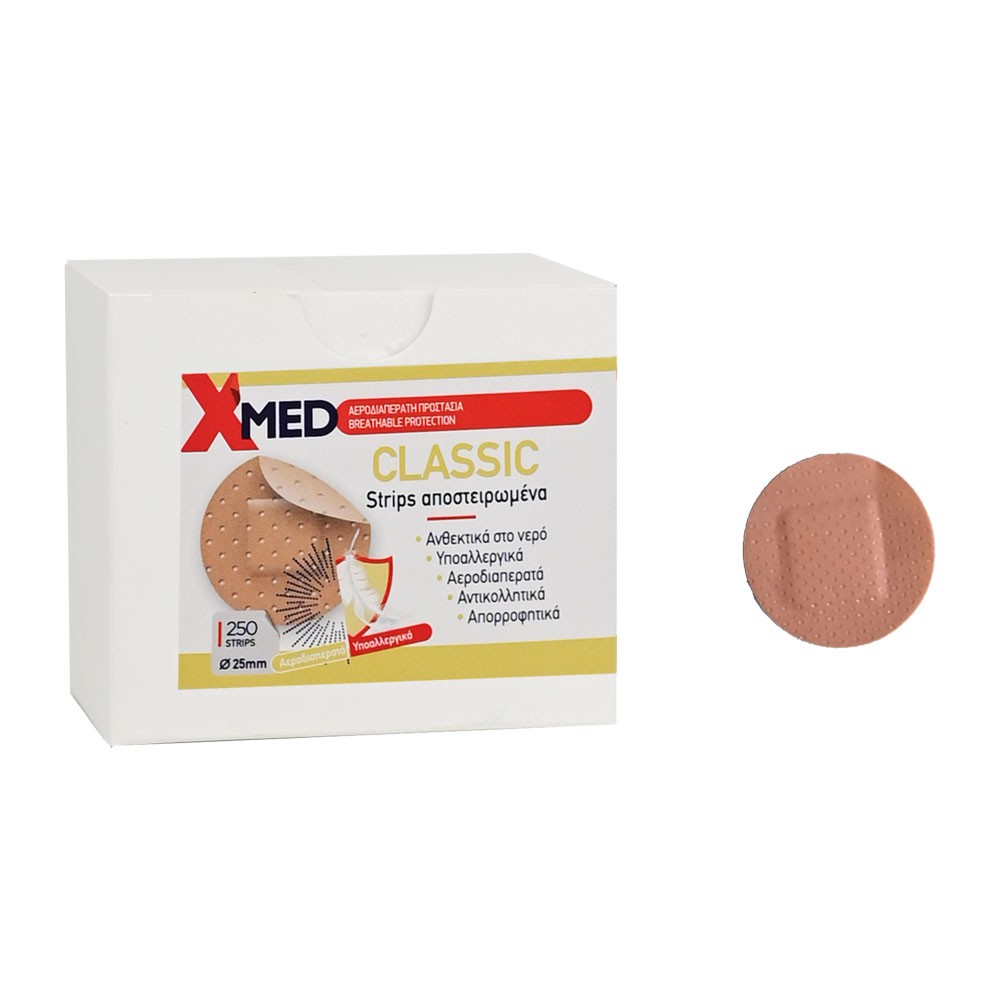 XMED
ΑΕΡΟΔΙΑΠΕΡΑΤΗ ΠΡΟΣΤΑΣΙΑ
BREATHABLE PROTECTION
CLASSIC
Strips αποστειρωμένα
• Ανθεκτικά στο νερό
• Υποαλλεργικά
• Αεροδιαπερατά
• Αντικολλητικά
• Απορροφητικά
250
STRIPS
Ø 25mm
Αεροδιαπερατό
Υποαλλεργικό